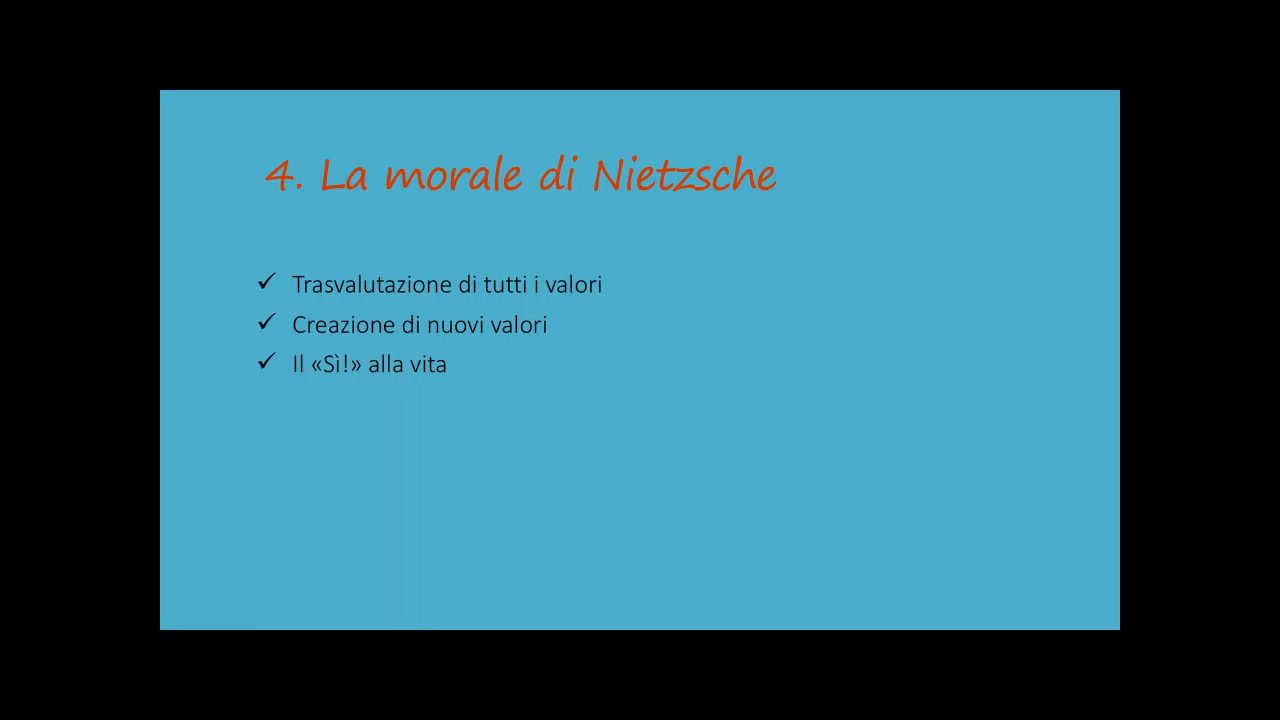 4. La morale di Nietzsche
✓ Trasvalutazione di tutti i valori
✓ Creazione di nuovi valori
✓ Il «Sì!» alla vita